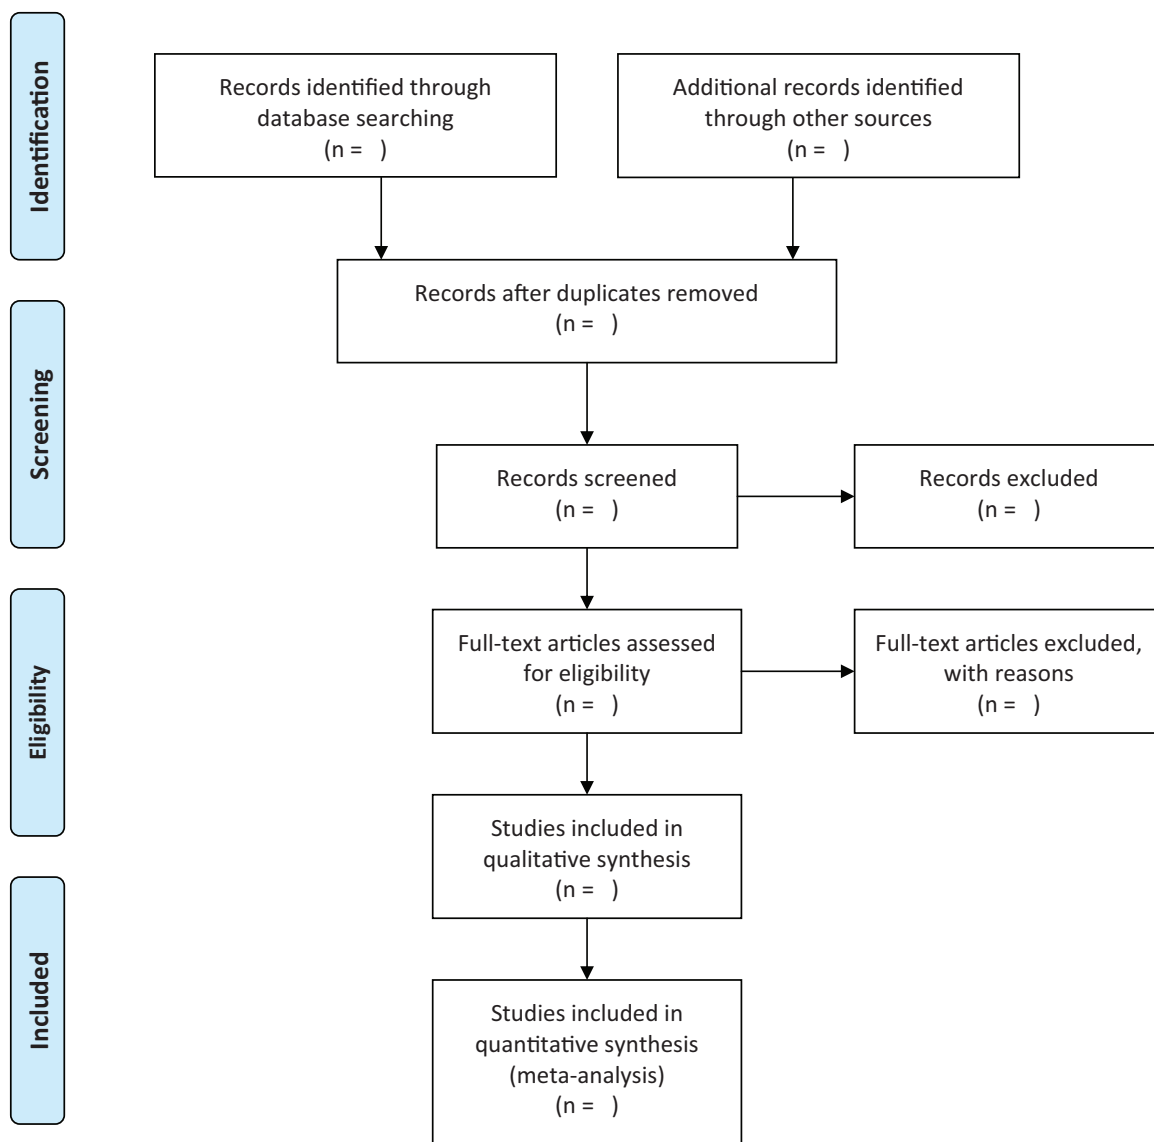 Identification
Records identified through
database searching
(n =   )
Additional records identified
through other sources
(n =   )
Records after duplicates removed
(n =   )
Screening
Records screened
(n =   )
Records excluded
(n =   )
Eligibility
Full-text articles assessed
for eligibility
(n =   )
Full-text articles excluded,
with reasons
(n =   )
Studies included in
qualitative synthesis
(n =   )
Included
Studies included in
quantitative synthesis
(meta-analysis)
(n =   )